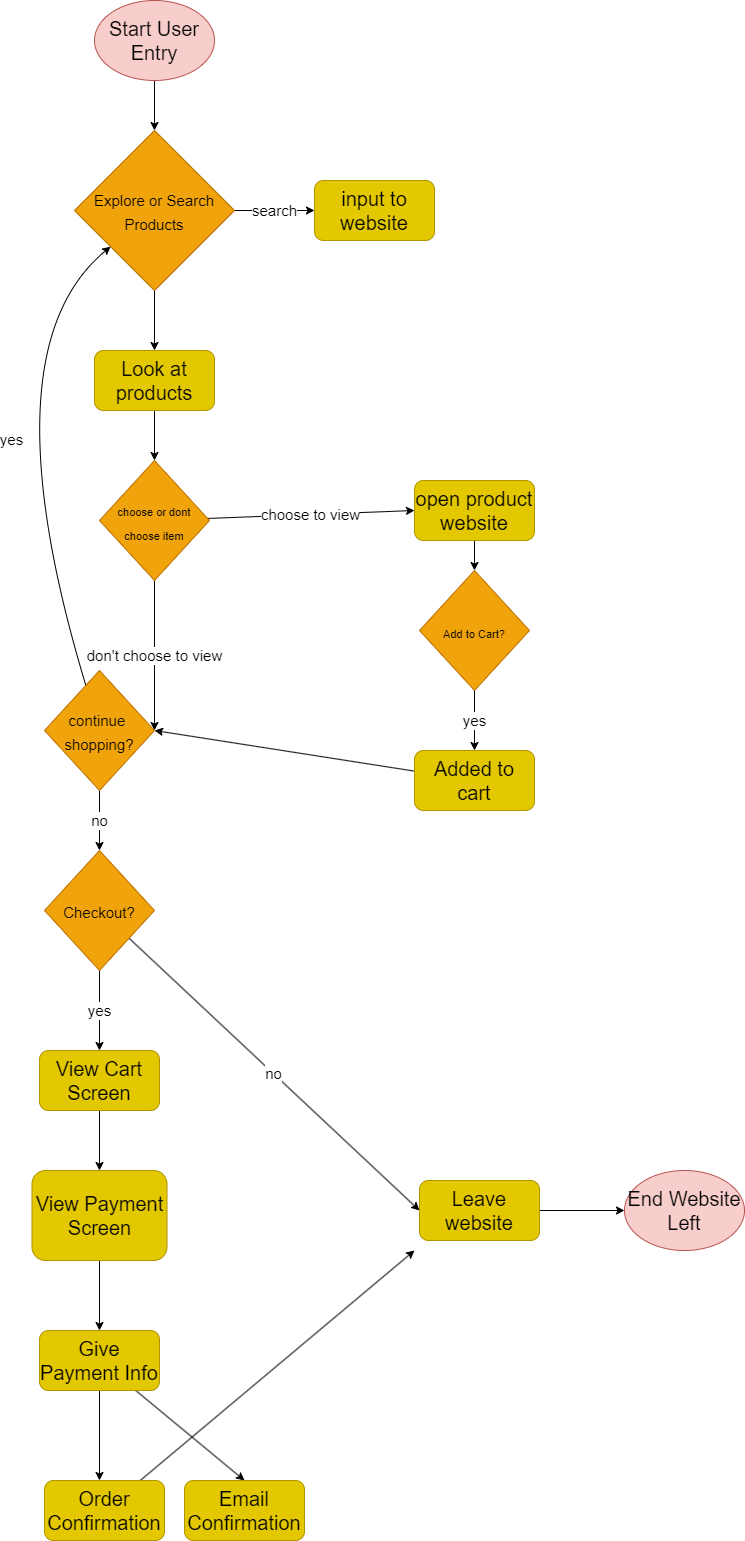 Start User
Entry
Explore or Search
Products
search
input to
website
Look at
products
yes
choose or dont
choose item
choose to view
open product
website
Add to Cart?
don't choose to view
continue
shopping?
yes
Added to
cart
no
Checkout?
yes
View Cart
Screen
no
View Payment
Screen
Leave
website
End Website
Left
Give
Payment Info
Order
Confirmation
Email
Confirmation